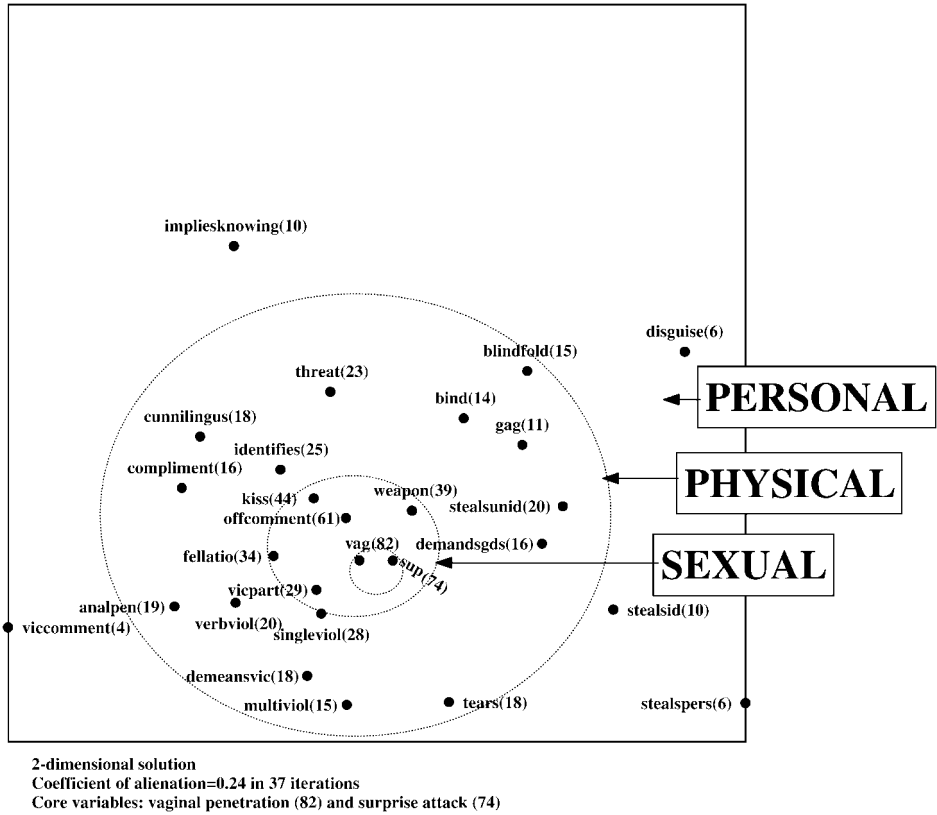 impliesknowing(10)
disguise(6)
blindfold(15)
threat(23)
PERSONAL
bind(14)
cunnilingus(18)
gag(11)
identifies(25)
compliment(16)
PHYSICAL
weapon(39)
kiss(44)
stealsunid(20)
offcomment(61)
vag(82)
demandsgds(16)
fellatio(34)
sup(74)
SEXUAL
vicpart(29)
analpen(19)
stealsid(10)
verbviol(20)
viccomment(4)
singleviol(28)
demeansvic(18)
multiviol(15)
tears(18)
stealspers(6)
2-dimensional solution
Coefficient of alienation=0.24 in 37 iterations
Core variables: vaginal penetration (82) and surprise attack (74)